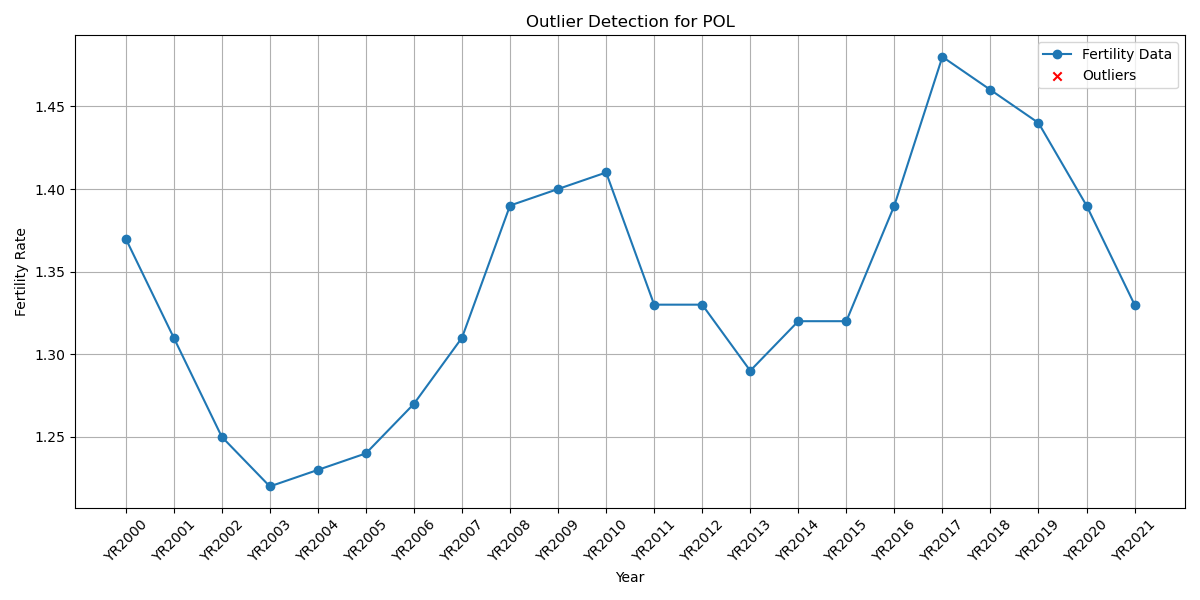 Outlier Detection for POL
Fertility Data
Outliers
Fertility Rate
1.45
1.40
1.35
1.30
1.25
YR2000
YR2001
YR2002
YR2003
YR2004
YR2005
YR2006
YR2007
YR2008
YR2009
YR2010
YR2011
YR2012
YR2013
YR2014
YR2015
YR2016
YR2017
YR2018
YR2019
YR2020
YR2021
Year